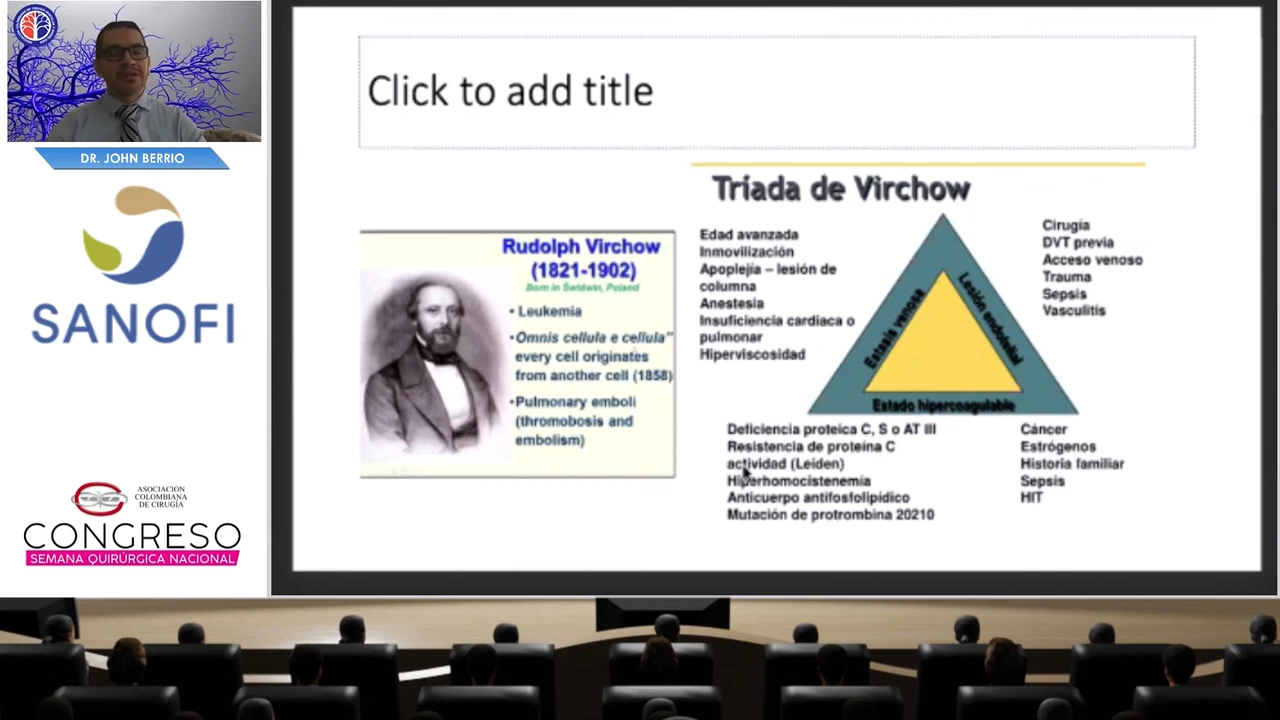 DR. JOHN BERRIO
SANOFI
ASOCIACIÓN
COLOMBIANA
DE CIRUGÍA
CONGRESO
SEMANA QUIRÚRGICA NACIONAL
Click to add title
Rudolph Virchow
(1821-1902)
Born in Swidwin, Poland
• Leukemia
• Omnis cellula e cellula"
every cell originates
from another cell (1858)
• Pulmonary emboli
(thrombosis and
embolism)
Tríada de Virchow
Edad avanzada
Inmovilización
Apoplejía – lesión de
columna
Anestesia
Insuficiencia cardiaca o
pulmonar
Hiperviscosidad
Cirugía
DVT previa
Acceso venoso
Trauma
Sepsis
Vasculitis
Estasis venosa
Lesión endotelial
Estado hipercoagulable
Deficiencia proteica C, S o AT III
Resistencia de proteína C
actividad (Leiden)
Hiperhomocistenemia
Anticuerpo antifosfolipídico
Mutación de protrombina 20210
Cáncer
Estrógenos
Historia familiar
Sepsis
HIT